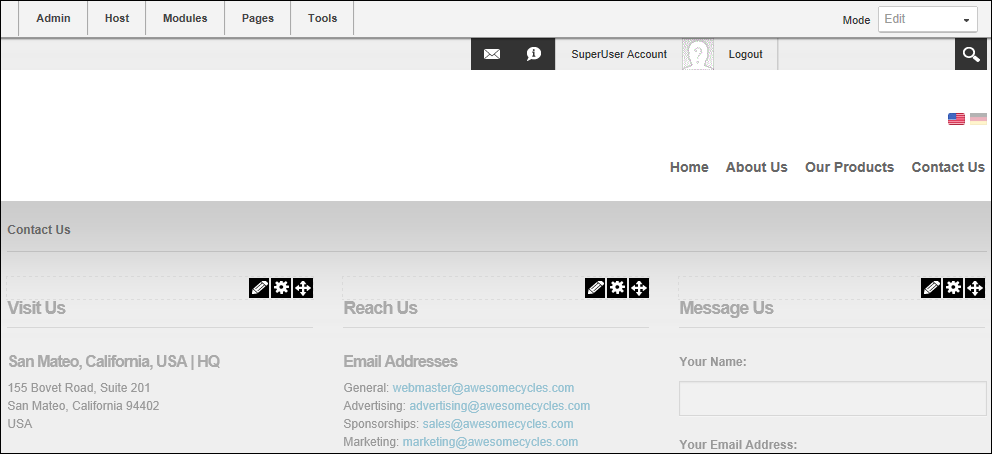 Admin Host Modules Pages Tools Mode Edit
SuperUser Account Logout
Home About Us Our Products Contact Us
Contact Us
Visit Us
San Mateo, California, USA | HQ
155 Bovet Road, Suite 201
San Mateo, California 94402
USA
Reach Us
Email Addresses
General: webmaster@awesomecycles.com
Advertising: advertising@awesomecycles.com
Sponsorships: sales@awesomecycles.com
Marketing: marketing@awesomecycles.com
Message Us
Your Name:
Your Email Address: